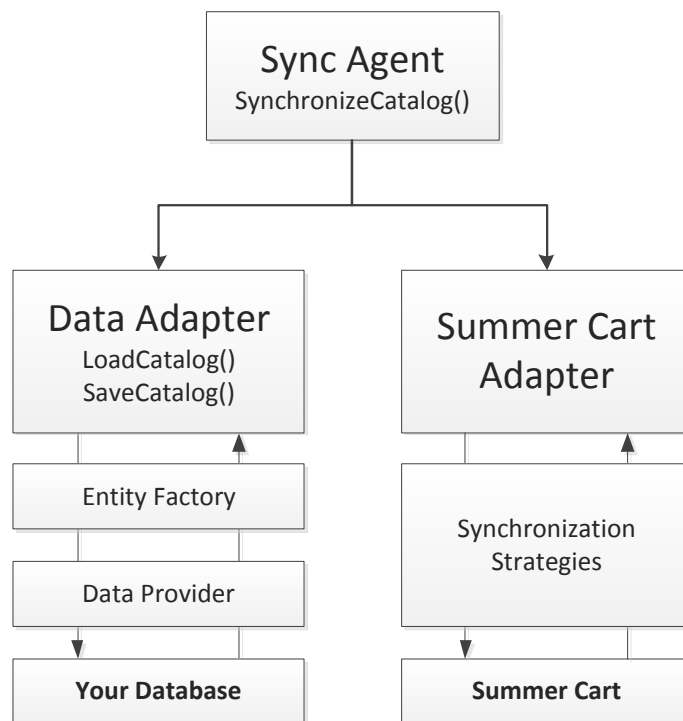 Sync Agent
SynchronizeCatalog()
Data Adapter
LoadCatalog()
SaveCatalog()
Summer Cart
Adapter
Entity Factory
Data Provider
Synchronization
Strategies
Your Database
Summer Cart